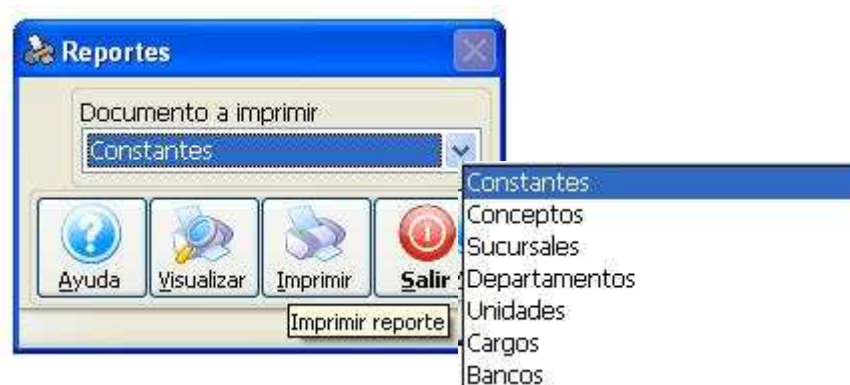 Reportes
Documento a imprimir
Constantes
Ayuda Visualizar Imprimir Salir
Imprimir reporte
Constantes
Conceptos
Sucursales
Departamentos
Unidades
Cargos
Bancos